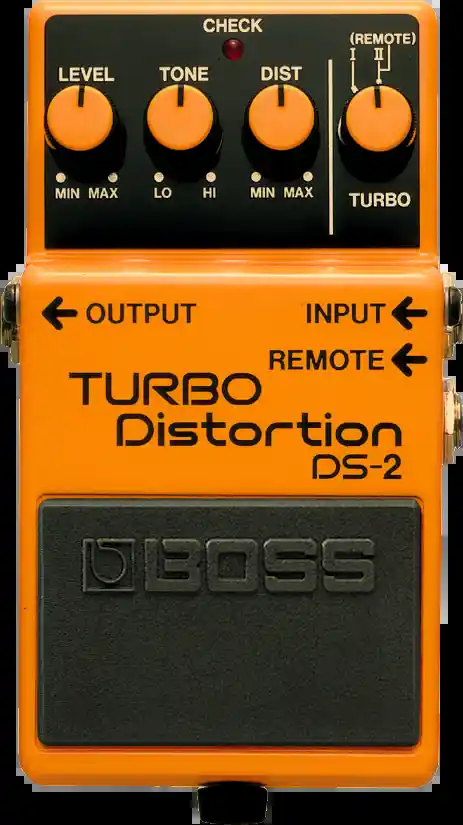 CHECK
(REMOTE)
I II
LEVEL TONE DIST
MIN MAX LO HI MIN MAX TURBO
OUTPUT INPUT
REMOTE
TURBO
Distortion
DS-2
BOSS